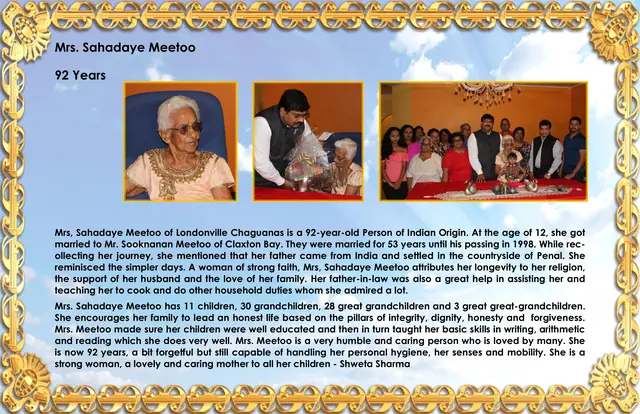 Mrs. Sahadaye Meetoo
92 Years
Mrs, Sahadaye Meetoo of Londonville Chaguanas is a 92-year-old Person of Indian Origin. At the age of 12, she got
married to Mr. Sooknanan Meetoo of Claxton Bay. They were married for 53 years until his passing in 1998. While rec-
ollecting her journey, she mentioned that her father came from India and settled in the countryside of Penal. She
reminisced the simpler days. A woman of strong faith, Mrs, Sahadaye Meetoo attributes her longevity to her religion,
the support of her husband and the love of her family. Her father-in-law was also a great help in assisting her and
teaching her to cook and do other household duties whom she admired a lot.
Mrs. Sahadaye Meetoo has 11 children, 30 grandchildren, 28 great grandchildren and 3 great great-grandchildren.
She encourages her family to lead an honest life based on the pillars of integrity, dignity, honesty and forgiveness.
Mrs. Meetoo made sure her children were well educated and then in turn taught her basic skills in writing, arithmetic
and reading which she does very well. Mrs. Meetoo is a very humble and caring person who is loved by many. She
is now 92 years, a bit forgetful but still capable of handling her personal hygiene, her senses and mobility. She is a
strong woman, a lovely and caring mother to all her children - Shweta Sharma